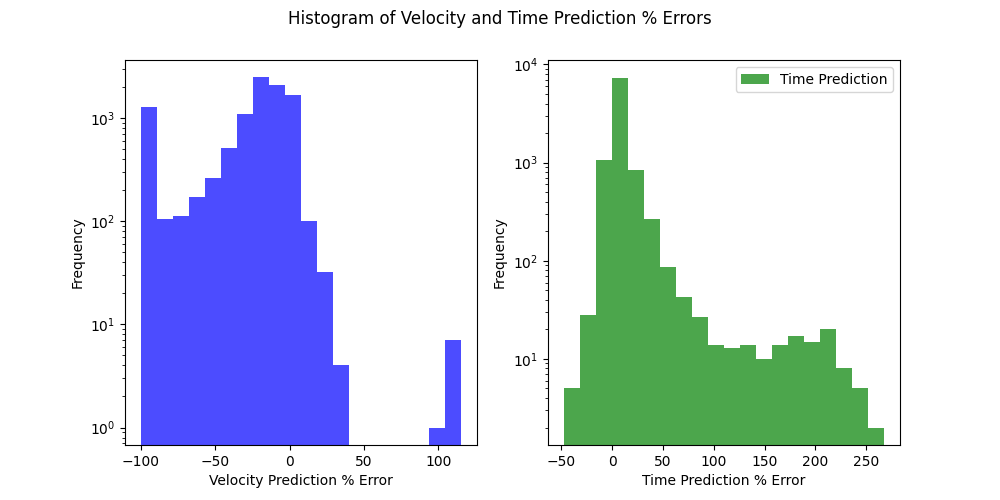 Histogram of Velocity and Time Prediction % Errors
Frequency
10³
10²
10¹
10⁰
−100 −50 0 50 100
Velocity Prediction % Error
Frequency
10⁴
10³
10²
10¹
Time Prediction
−50 0 50 100 150 200 250
Time Prediction % Error